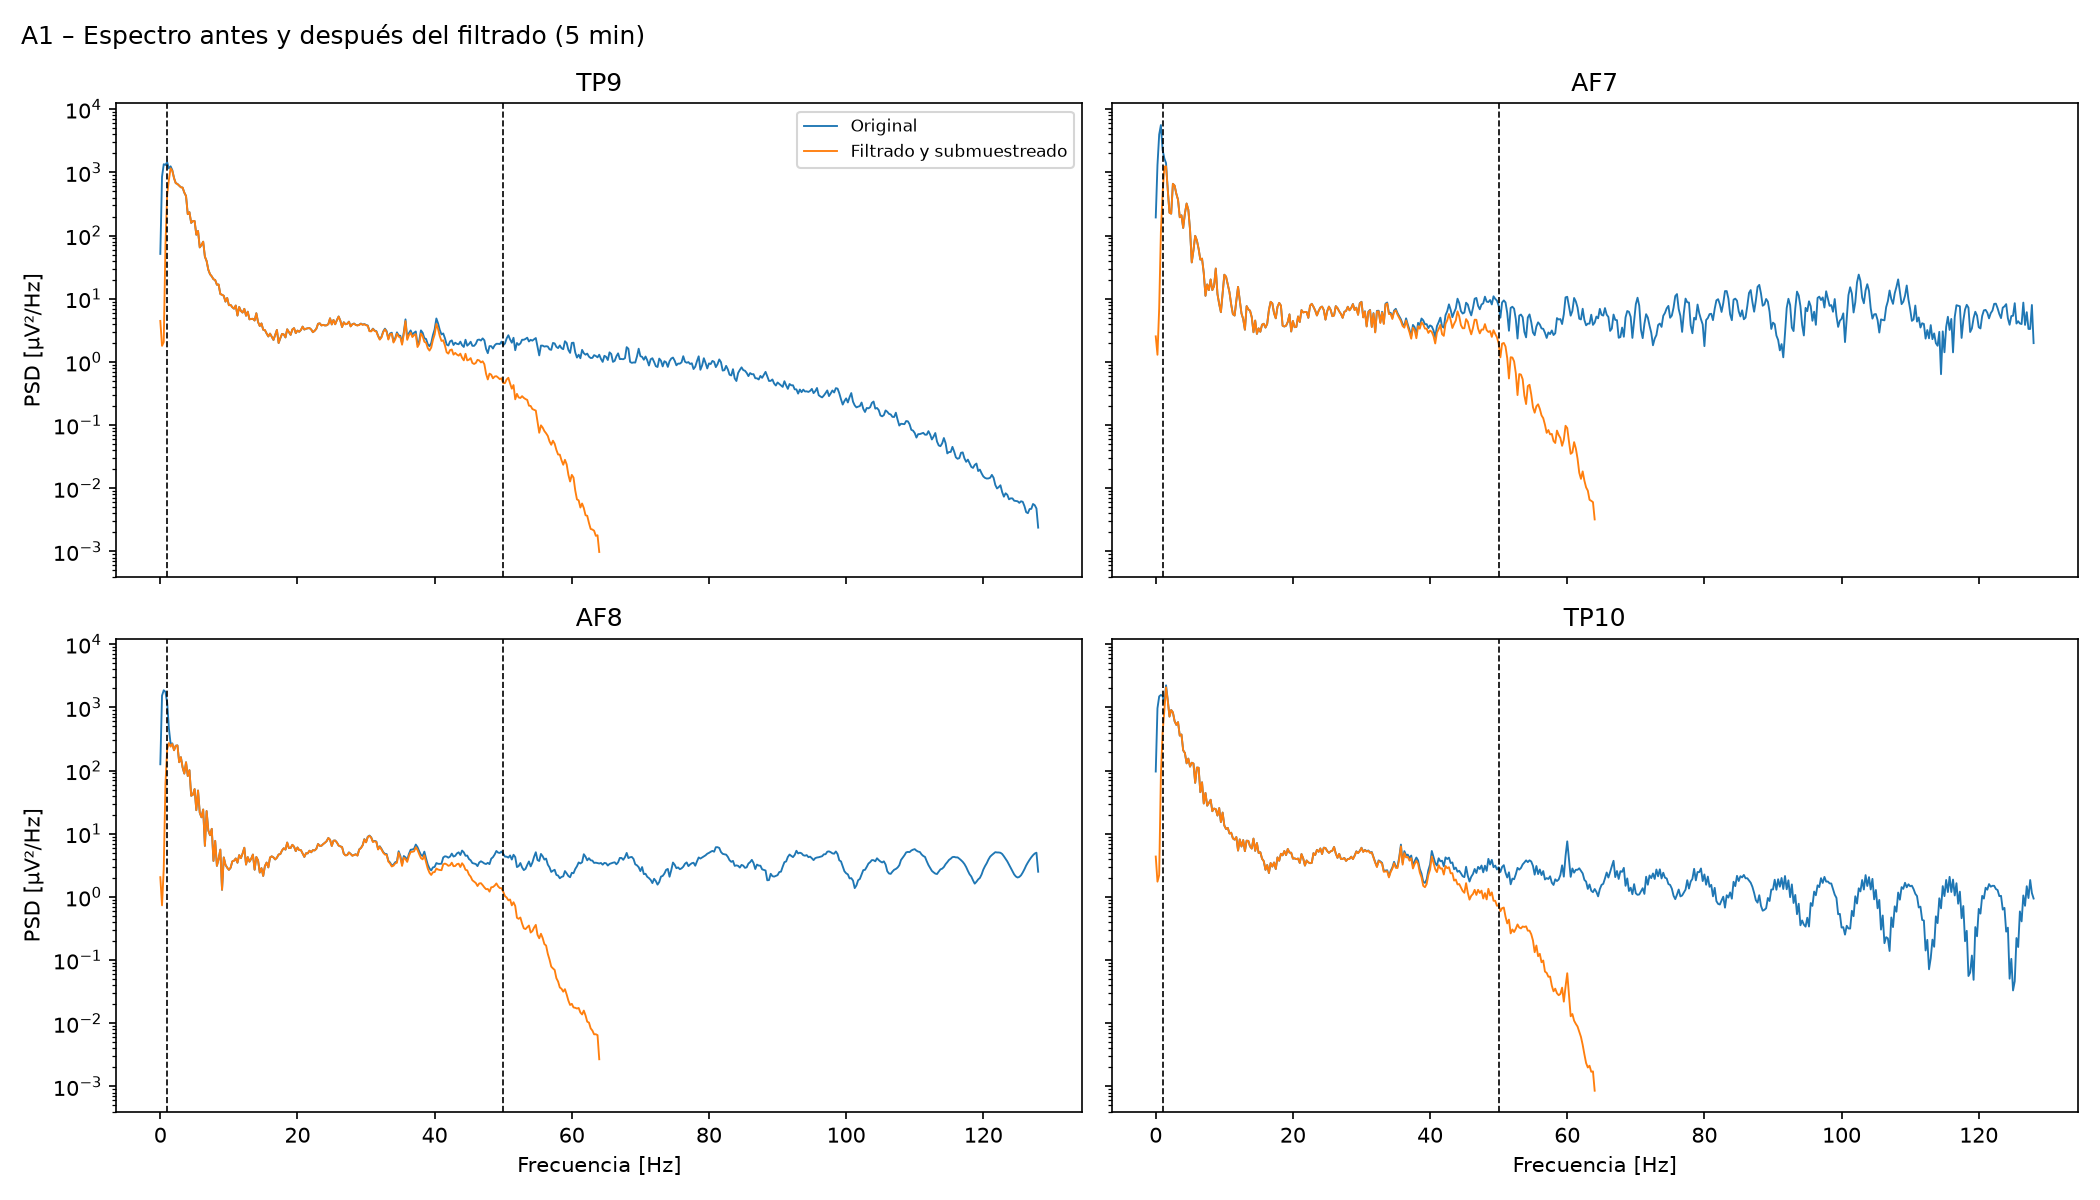 A1 – Espectro antes y después del filtrado (5 min)
TP9
AF7
10⁴
10³
10²
10¹
10⁰
10⁻¹
10⁻²
10⁻³
PSD [µV²/Hz]
Original
Filtrado y submuestreado
AF8
TP10
10⁴
10³
10²
10¹
10⁰
10⁻¹
10⁻²
10⁻³
PSD [µV²/Hz]
0 20 40 60 80 100 120
0 20 40 60 80 100 120
Frecuencia [Hz]
Frecuencia [Hz]